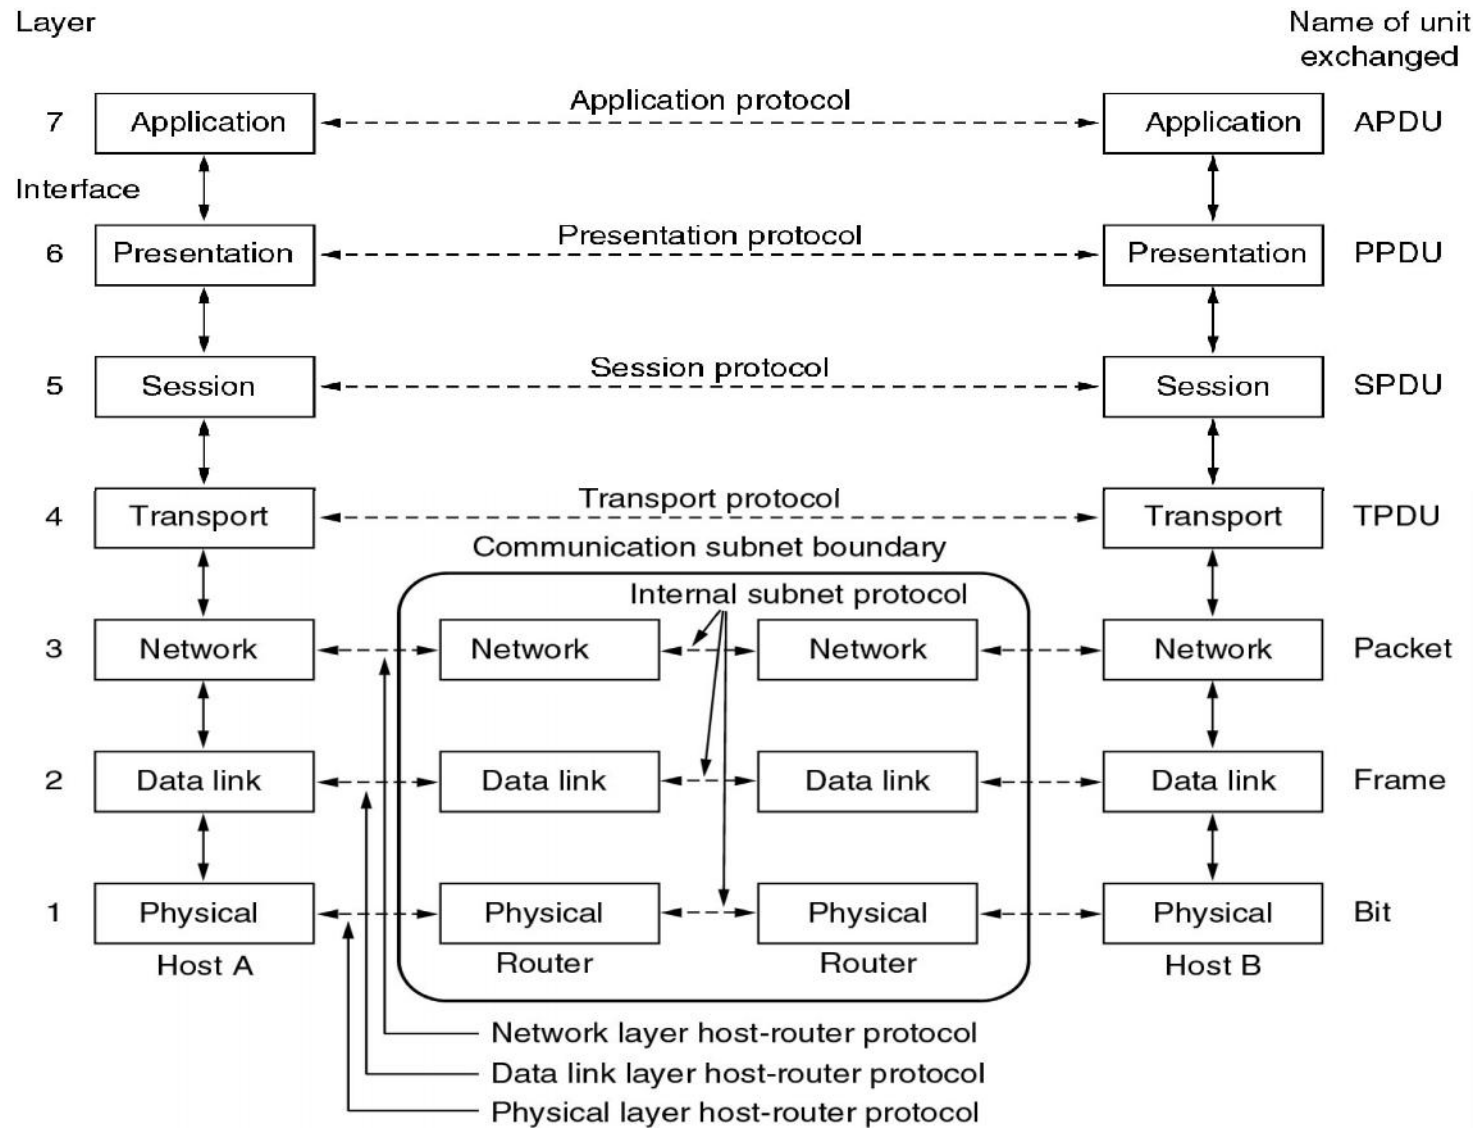 Layer
Name of unit
exchanged
Application protocol
7 Application Application APDU
Interface
Presentation protocol
6 Presentation Presentation PPDU
Session protocol
5 Session Session SPDU
Transport protocol
4 Transport Transport TPDU
Communication subnet boundary
Internal subnet protocol
3 Network Network Network Network Packet
2 Data link Data link Data link Data link Frame
1 Physical Physical Physical Physical Bit
Host A Router Router Host B
Network layer host-router protocol
Data link layer host-router protocol
Physical layer host-router protocol